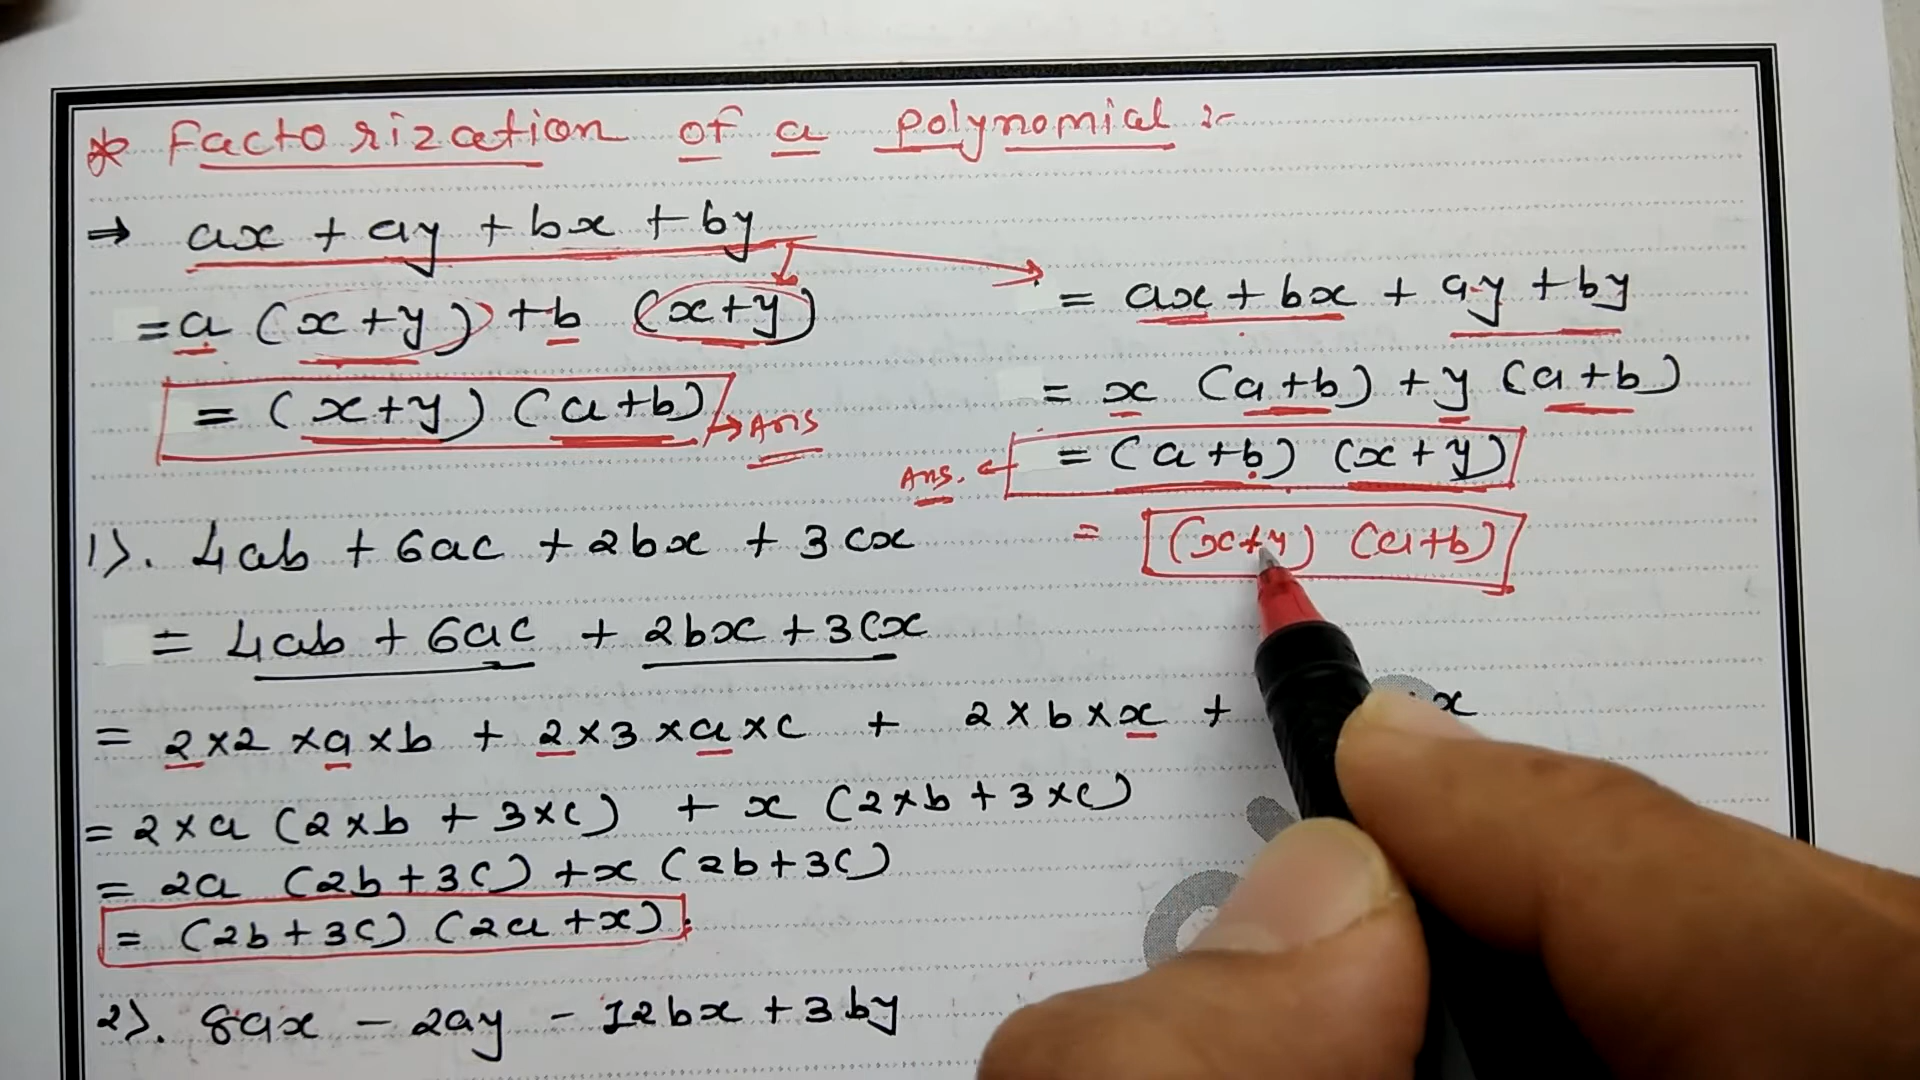 * Factorization of a polynomial :-
⇒ ax + ay + bx + by
= a (x+y) + b (x+y)
= (x+y) (a+b) → Ans
= ax + bx + ay + by
= x (a+b) + y (a+b)
Ans. ← = (a+b) (x+y)
= (x+y) (a+b)
1). 4ab + 6ac + 2bx + 3cx
= 4ab + 6ac + 2bx + 3cx
= 2×2×a×b + 2×3×a×c + 2×b×x + x
= 2×a (2×b + 3×c) + x (2×b + 3×c)
= 2a (2b+3c) + x (2b+3c)
= (2b+3c) (2a+x).
2). 8ax - 2ay - 12bx + 3by